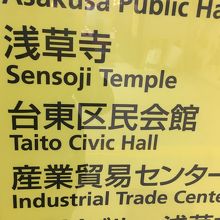 Asakusa Public Ha
浅草寺
Sensoji Temple
台東区民会館
Taito Civic Hall
産業貿易センター
Industrial Trade Cente